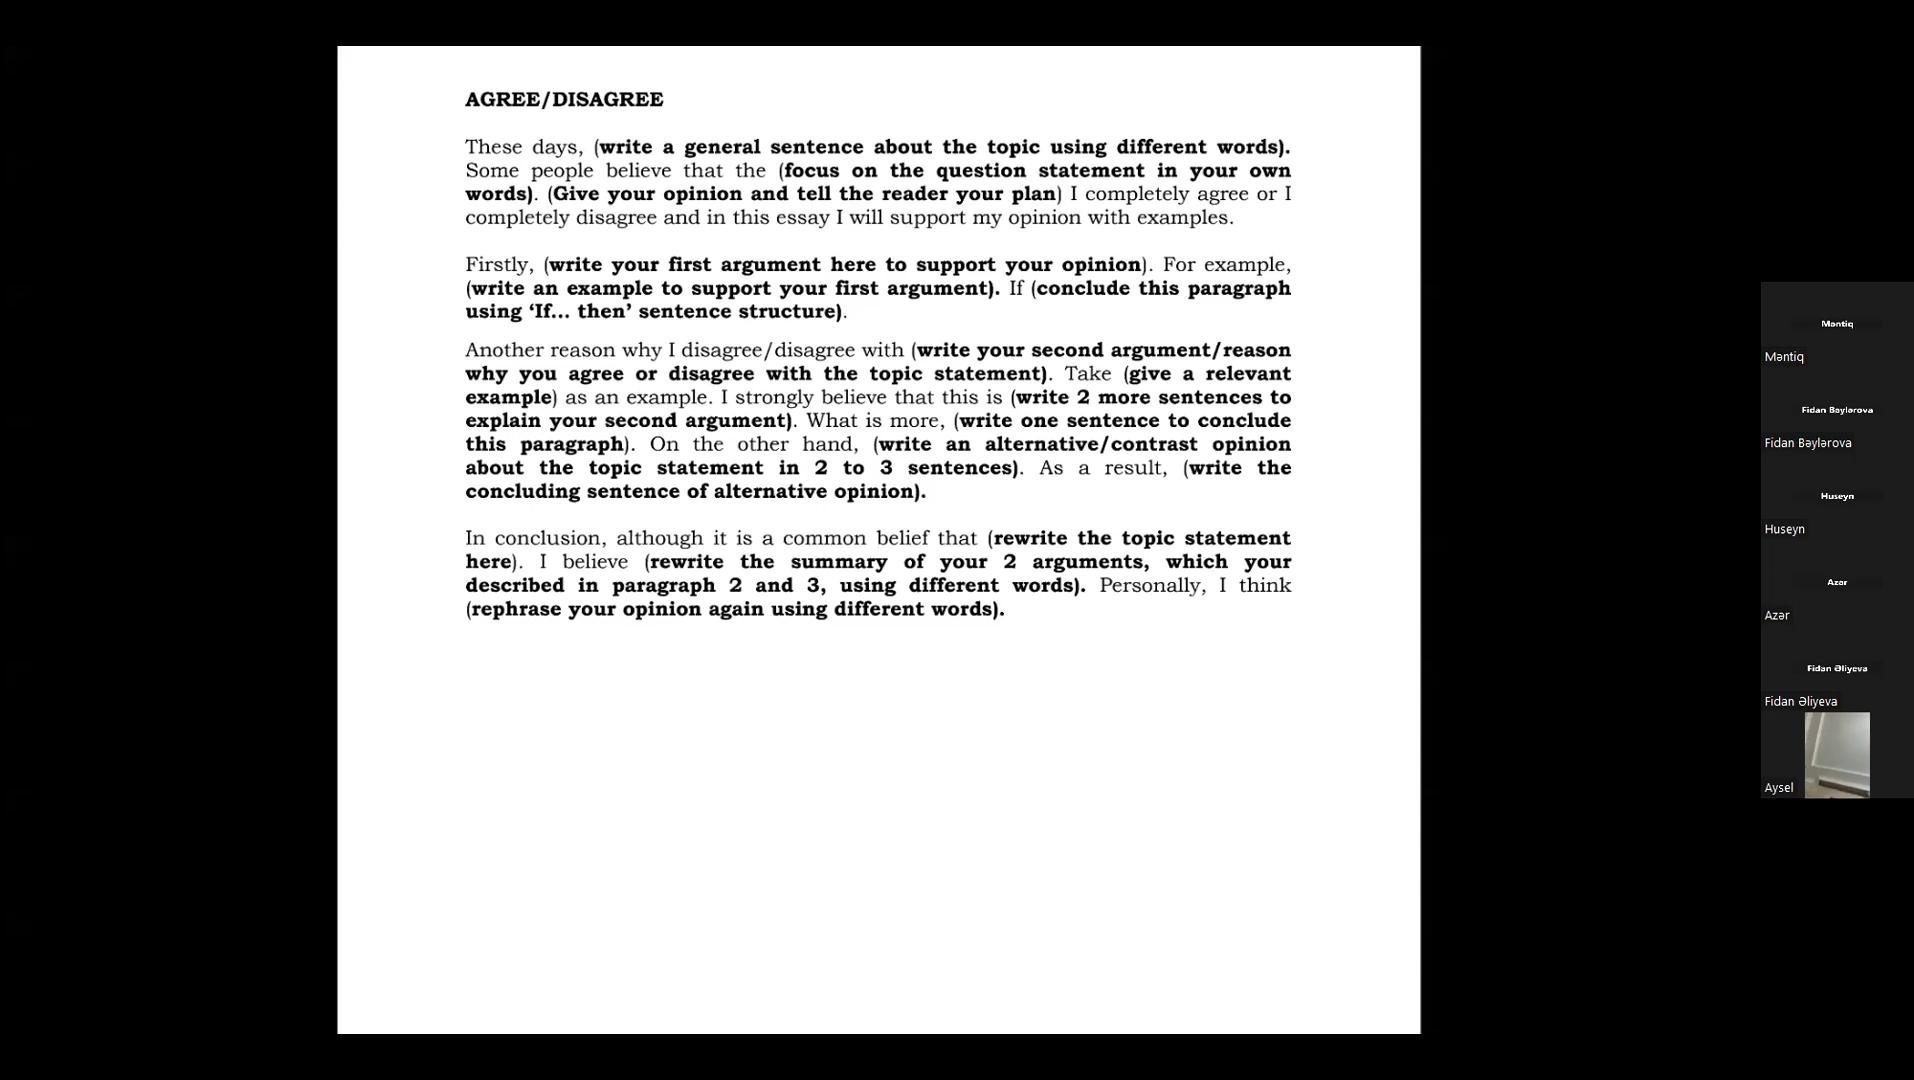 AGREE/DISAGREE
These days, (write a general sentence about the topic using different words).
Some people believe that the (focus on the question statement in your own
words). (Give your opinion and tell the reader your plan) I completely agree or I
completely disagree and in this essay I will support my opinion with examples.
Firstly, (write your first argument here to support your opinion). For example,
(write an example to support your first argument). If (conclude this paragraph
using ‘If... then’ sentence structure).
Another reason why I disagree/disagree with (write your second argument/reason
why you agree or disagree with the topic statement). Take (give a relevant
example) as an example. I strongly believe that this is (write 2 more sentences to
explain your second argument). What is more, (write one sentence to conclude
this paragraph). On the other hand, (write an alternative/contrast opinion
about the topic statement in 2 to 3 sentences). As a result, (write the
concluding sentence of alternative opinion).
In conclusion, although it is a common belief that (rewrite the topic statement
here). I believe (rewrite the summary of your 2 arguments, which your
described in paragraph 2 and 3, using different words). Personally, I think
(rephrase your opinion again using different words).
Məntiq
Məntiq
Fidan Bəylərova
Fidan Bəylərova
Huseyn
Huseyn
Azər
Azər
Fidan Əliyeva
Fidan Əliyeva
Aysel